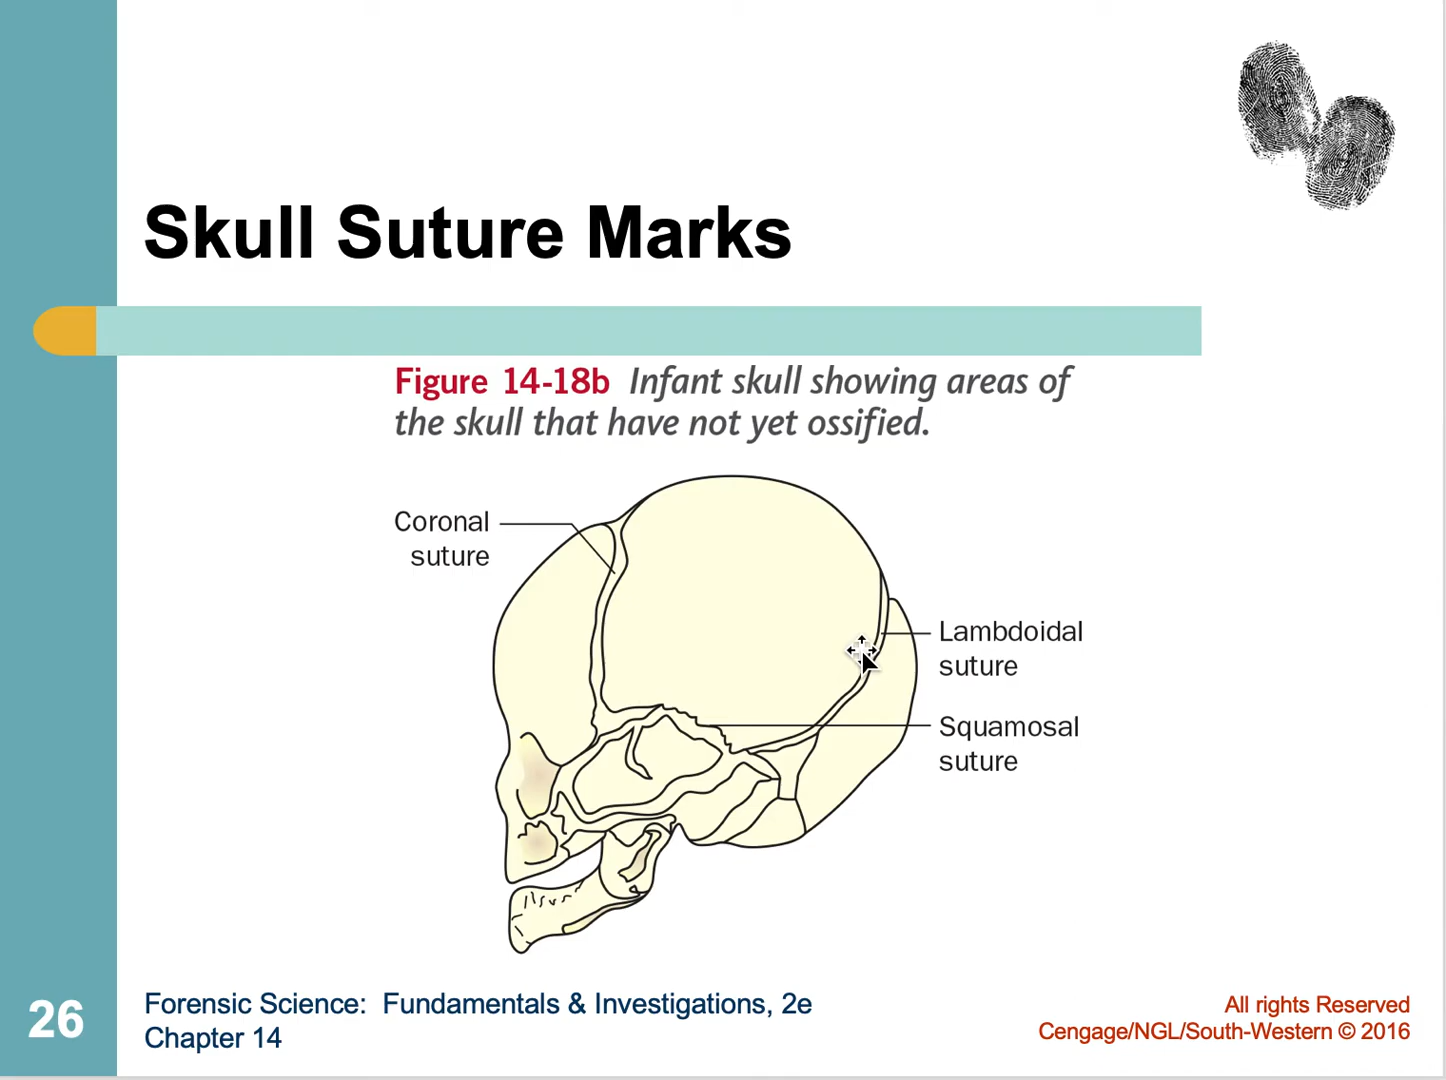 Skull Suture Marks
Figure 14-18b Infant skull showing areas of
the skull that have not yet ossified.
Coronal
suture
Lambdoidal
suture
Squamosal
suture
26
Forensic Science: Fundamentals & Investigations, 2e
Chapter 14
All rights Reserved
Cengage/NGL/South-Western © 2016